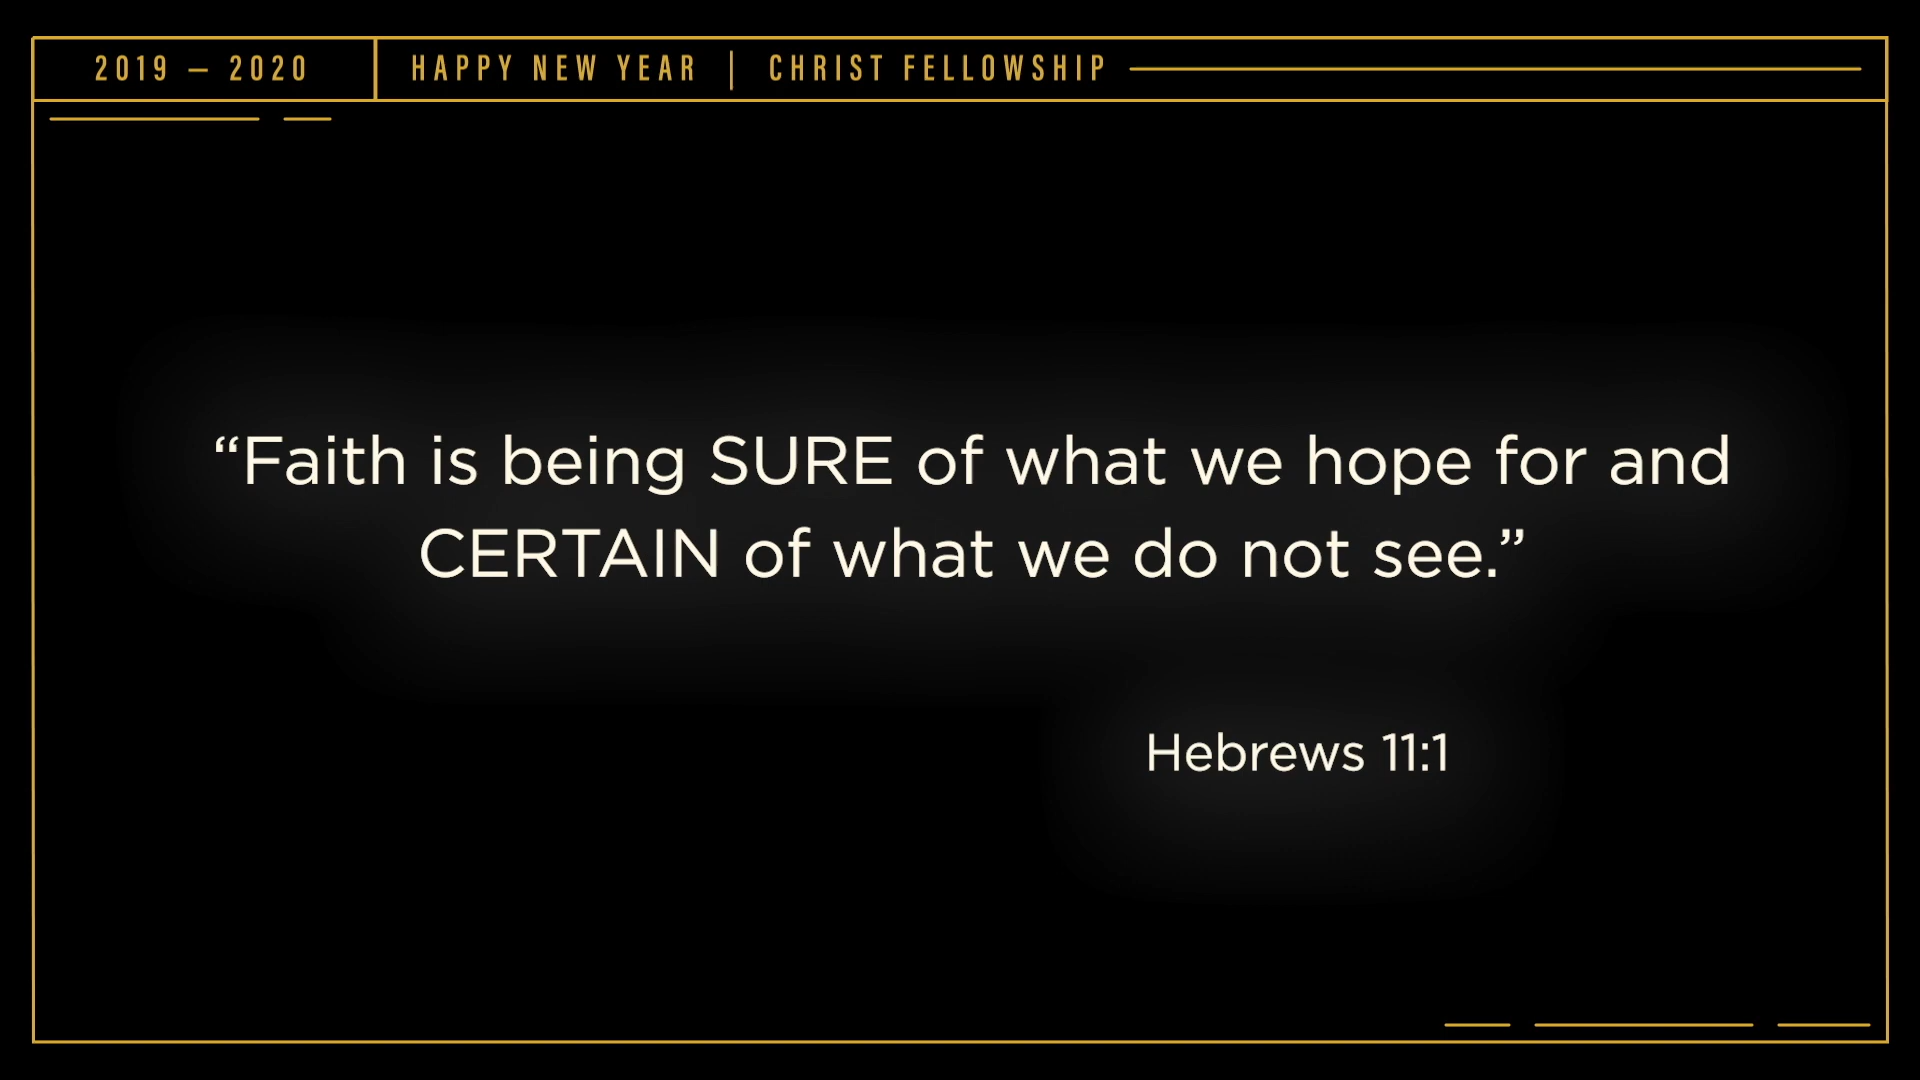 2019 — 2020 HAPPY NEW YEAR | CHRIST FELLOWSHIP
“Faith is being SURE of what we hope for and
CERTAIN of what we do not see.”
Hebrews 11:1